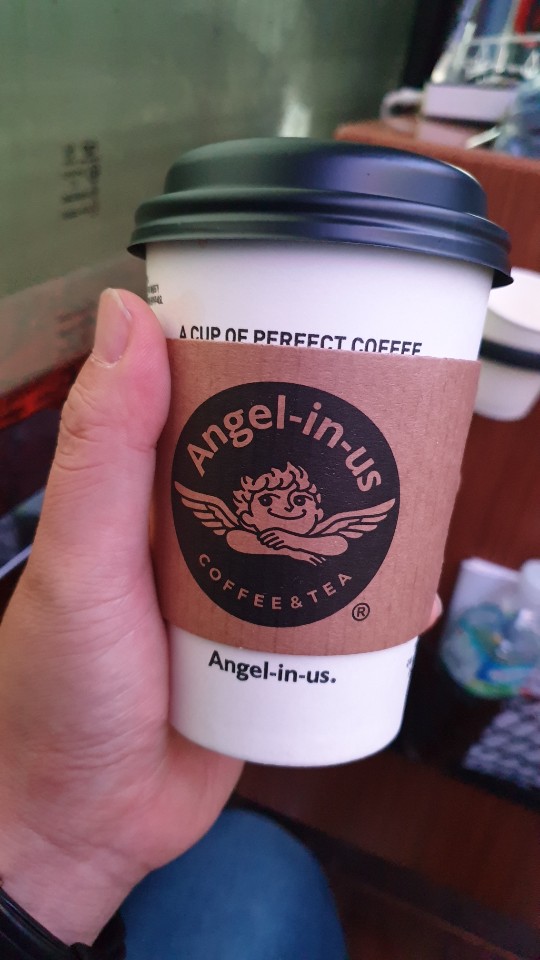 A CUP OF PERFECT COFFEE
Angel-in-us
COFFEE & TEA
®
Angel-in-us.